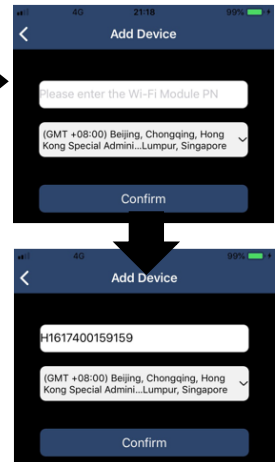 4G 21:18 99%
Add Device
Please enter the Wi-Fi Module PN
(GMT +08:00) Beijing, Chongqing, Hong
Kong Special Admini...Lumpur, Singapore
Confirm
4G 99%
Add Device
H1617400159159
(GMT +08:00) Beijing, Chongqing, Hong
Kong Special Admini...Lumpur, Singapore
Confirm